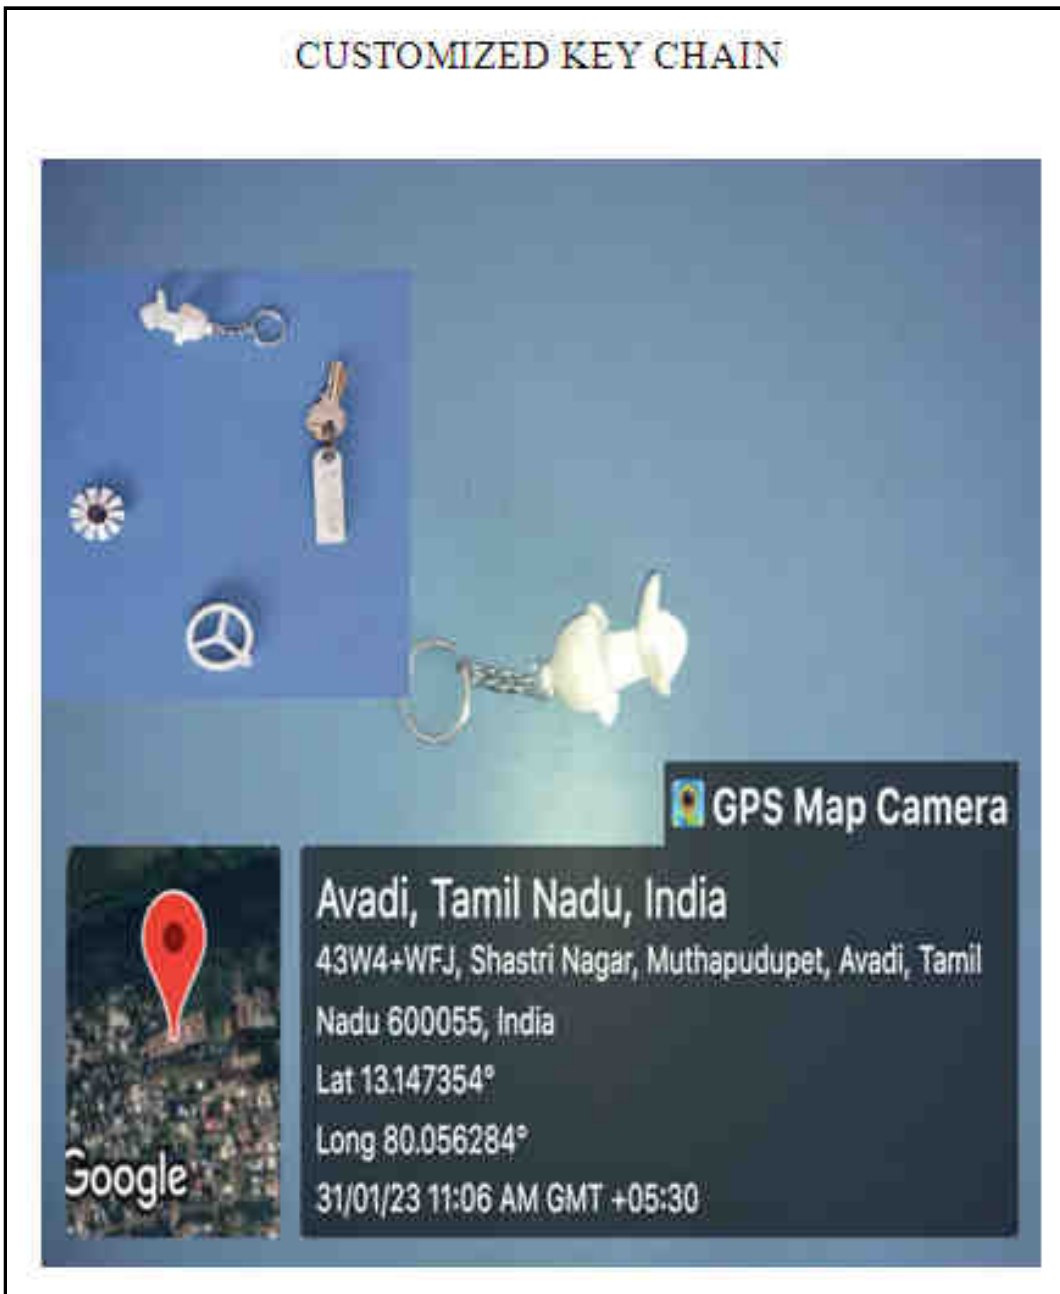 CUSTOMIZED KEY CHAIN
GPS Map Camera
Avadi, Tamil Nadu, India
43W4+WFJ, Shastri Nagar, Muthapudupet, Avadi, Tamil
Nadu 600055, India
Lat 13.147354°
Long 80.056284°
31/01/23 11:06 AM GMT +05:30
Google